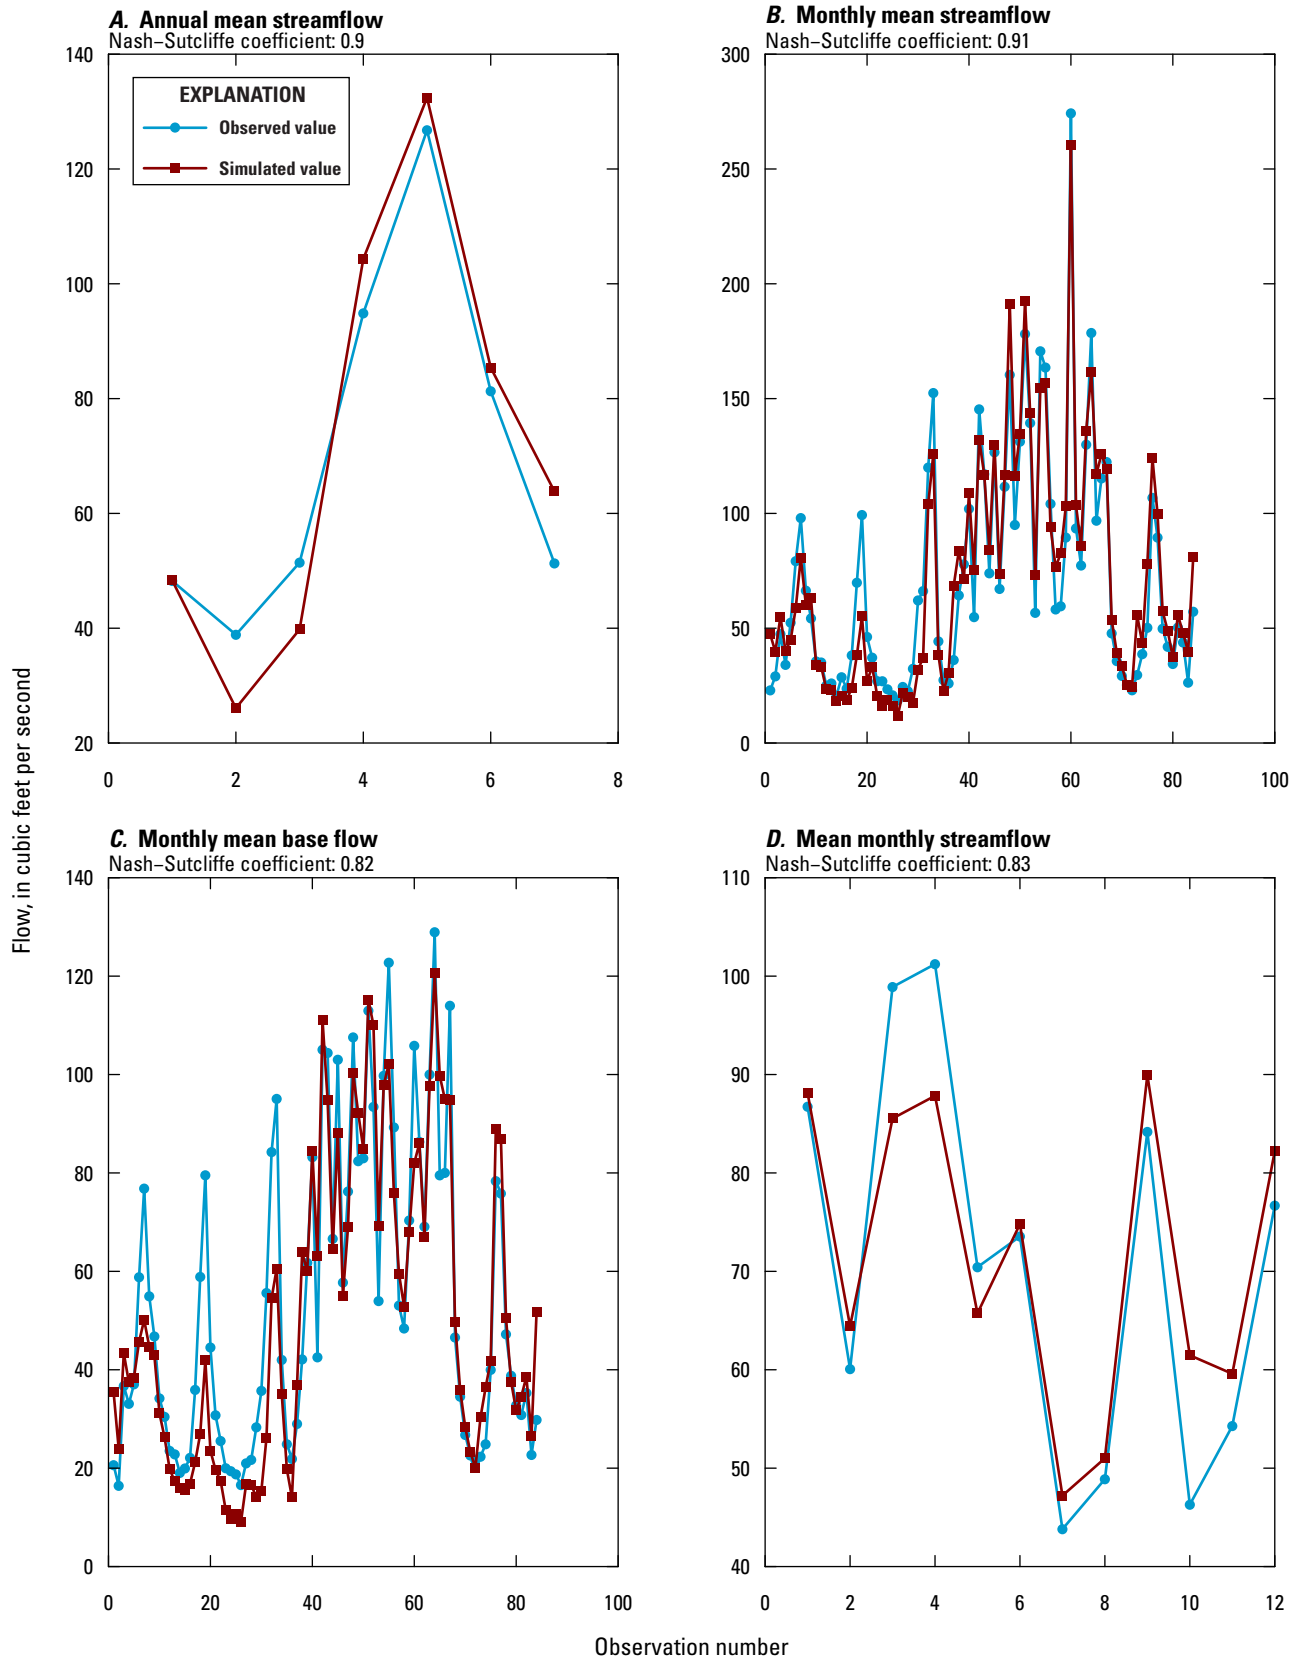 A. Annual mean streamflow
Nash–Sutcliffe coefficient: 0.9
140
120
100
80
60
40
20
0 2 4 6 8
EXPLANATION
Observed value
Simulated value
B. Monthly mean streamflow
Nash–Sutcliffe coefficient: 0.91
300
250
200
150
100
50
0
0 20 40 60 80 100
Flow, in cubic feet per second
C. Monthly mean base flow
Nash–Sutcliffe coefficient: 0.82
140
120
100
80
60
40
20
0
0 20 40 60 80 100
D. Mean monthly streamflow
Nash–Sutcliffe coefficient: 0.83
110
100
90
80
70
60
50
40
0 2 4 6 8 10 12
Observation number